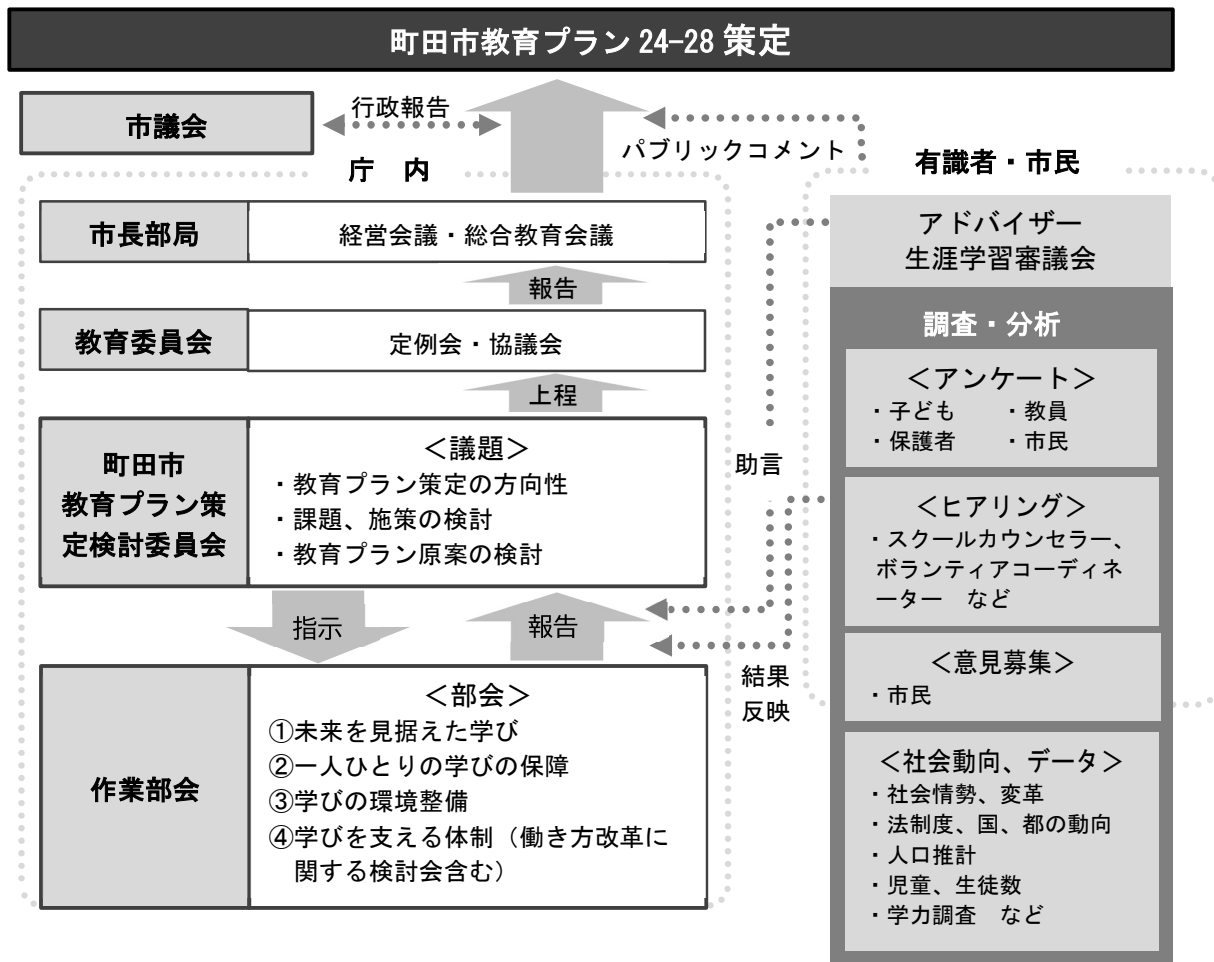 町田市教育プラン 24-28 策定
市議会
行政報告
パブリックコメント
庁 内
有識者・市民
市長部局
経営会議・総合教育会議
報告
教育委員会
定例会・協議会
上程
町田市
教育プラン策
定検討委員会
＜議題＞
・教育プラン策定の方向性
・課題、施策の検討
・教育プラン原案の検討
指示
報告
作業部会
＜部会＞
①未来を見据えた学び
②一人ひとりの学びの保障
③学びの環境整備
④学びを支える体制（働き方改革に
関する検討会含む）
助言
結果
反映
アドバイザー
生涯学習審議会
調査・分析
＜アンケート＞
・子ども ・教員
・保護者 ・市民
＜ヒアリング＞
・スクールカウンセラー、
ボランティアコーディネ
ーター など
＜意見募集＞
・市民
＜社会動向、データ＞
・社会情勢、変革
・法制度、国、都の動向
・人口推計
・児童、生徒数
・学力調査 など